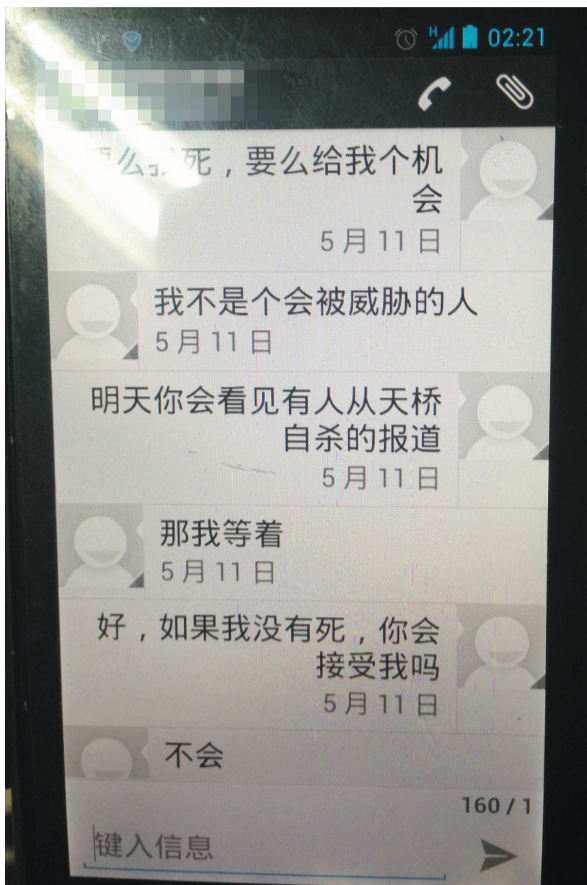 H
02:21
死，要么给我个机
会
5月11日
我不是个会被威胁的人
5月11日
明天你会看见有人从天桥
自杀的报道
5月11日
那我等着
5月11日
好，如果我没有死，你会
接受我吗
5月11日
不会
160 / 1
键入信息